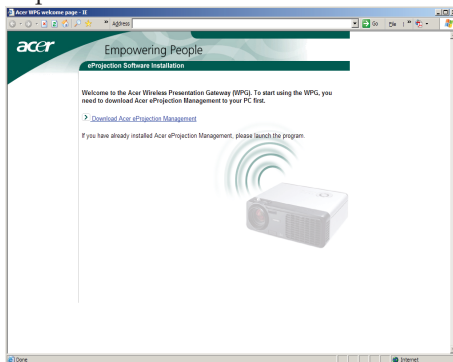 Acer WPG welcome page - IE
Address
Go
File
acer
Empowering People
eProjection Software Installation
Welcome to the Acer Wireless Presentation Gateway (WPG). To start using the WPG, you
need to download Acer eProjection Management to your PC first.
Download Acer eProjection Management
If you have already installed Acer eProjection Management, please launch the program.
Done
Internet